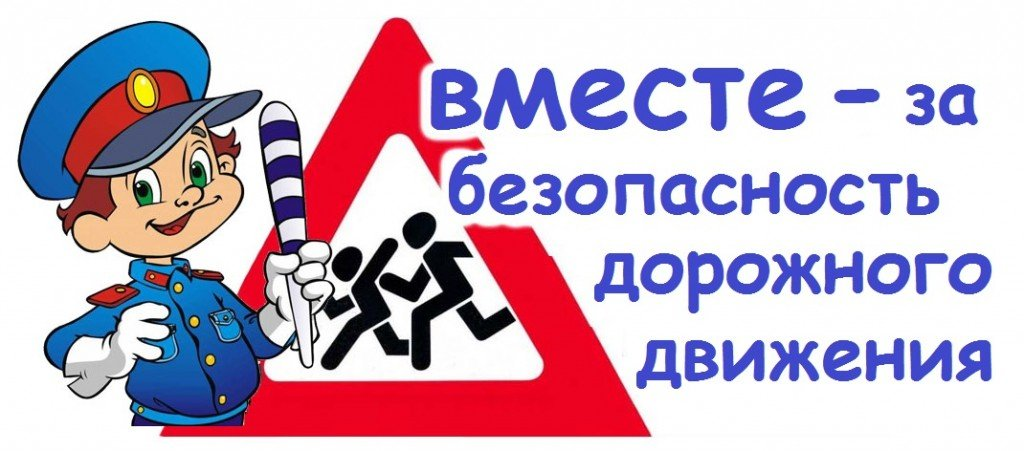 вместе – за
безопасность
дорожного
движения